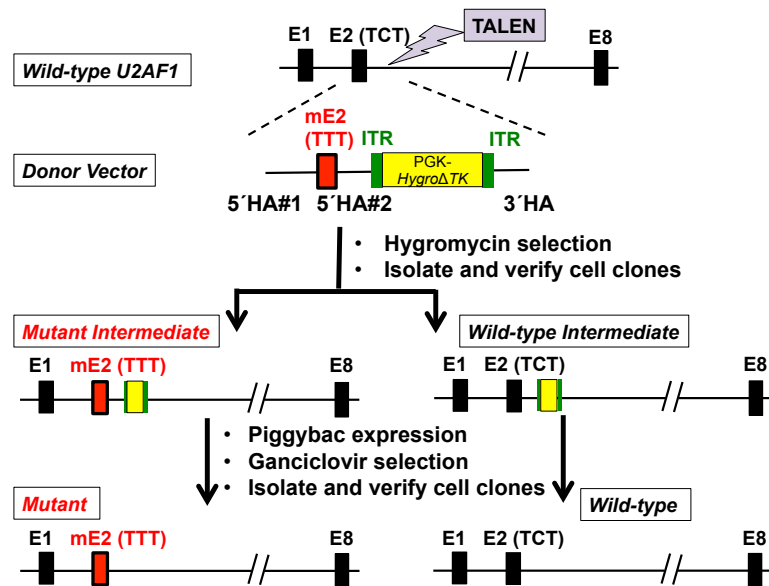 TALEN
E1 E2 (TCT) E8
Wild-type U2AF1
mE2
(TTT) ITR ITR
PGK-
HygroΔTK
Donor Vector
5´HA#1 5´HA#2 3´HA
• Hygromycin selection
• Isolate and verify cell clones
Mutant Intermediate Wild-type Intermediate
E1 mE2 (TTT) E8 E1 E2 (TCT) E8
• Piggybac expression
• Ganciclovir selection
• Isolate and verify cell clones
Mutant Wild-type
E1 mE2 (TTT) E8 E1 E2 (TCT) E8